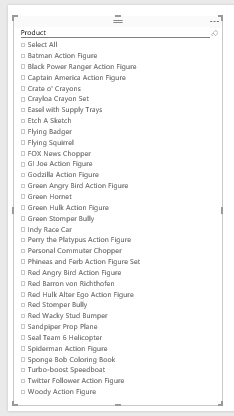 Product
Select All
Batman Action Figure
Black Power Ranger Action Figure
Captain America Action Figure
Crate o' Crayons
Crayloa Crayon Set
Easel with Supply Trays
Etch A Sketch
Flying Badger
Flying Squirrel
FOX News Chopper
GI Joe Action Figure
Godzilla Action Figure
Green Angry Bird Action Figure
Green Hornet
Green Hulk Action Figure
Green Stomper Bully
Indy Race Car
Perry the Platypus Action Figure
Personal Commuter Chopper
Phineas and Ferb Action Figure Set
Red Angry Bird Action Figure
Red Barron von Richthofen
Red Hulk Alter Ego Action Figure
Red Stomper Bully
Red Wacky Stud Bumper
Sandpiper Prop Plane
Seal Team 6 Helicopter
Spiderman Action Figure
Sponge Bob Coloring Book
Turbo-boost Speedboat
Twitter Follower Action Figure
Woody Action Figure